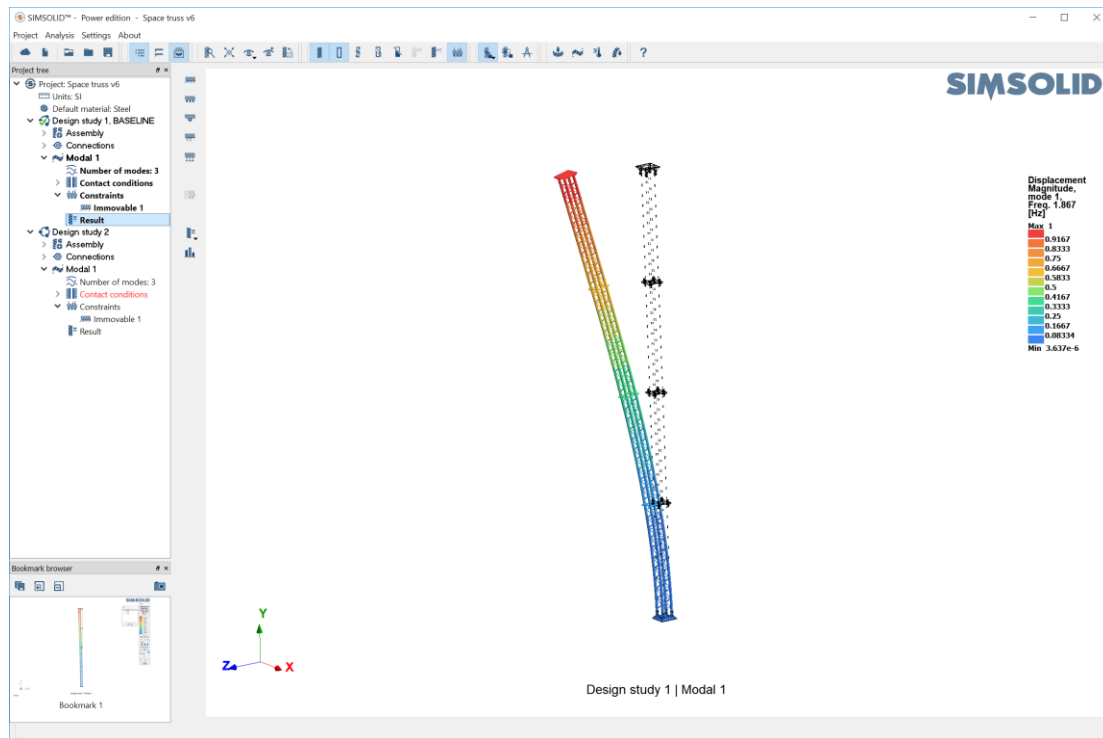 SIMSOLID™ - Power edition - Space truss v6
Project Analysis Settings About
Project tree
Project: Space truss v6
Units: SI
Default material: Steel
Design study 1, BASELINE
Assembly
Connections
Modal 1
Number of modes: 3
Contact conditions
Constraints
Immovable 1
Result
Design study 2
Assembly
Connections
Modal 1
Number of modes: 3
Contact conditions
Constraints
Immovable 1
Result
Bookmark browser
SIMSOLID
Bookmark 1
SIMSOLID
Displacement
Magnitude,
mode 1,
Freq. 1.867
[Hz]
Max 1
0.9167
0.8333
0.75
0.6667
0.5833
0.5
0.4167
0.3333
0.25
0.1667
0.08334
Min 3.637e-6
Y
Z
X
Design study 1 | Modal 1